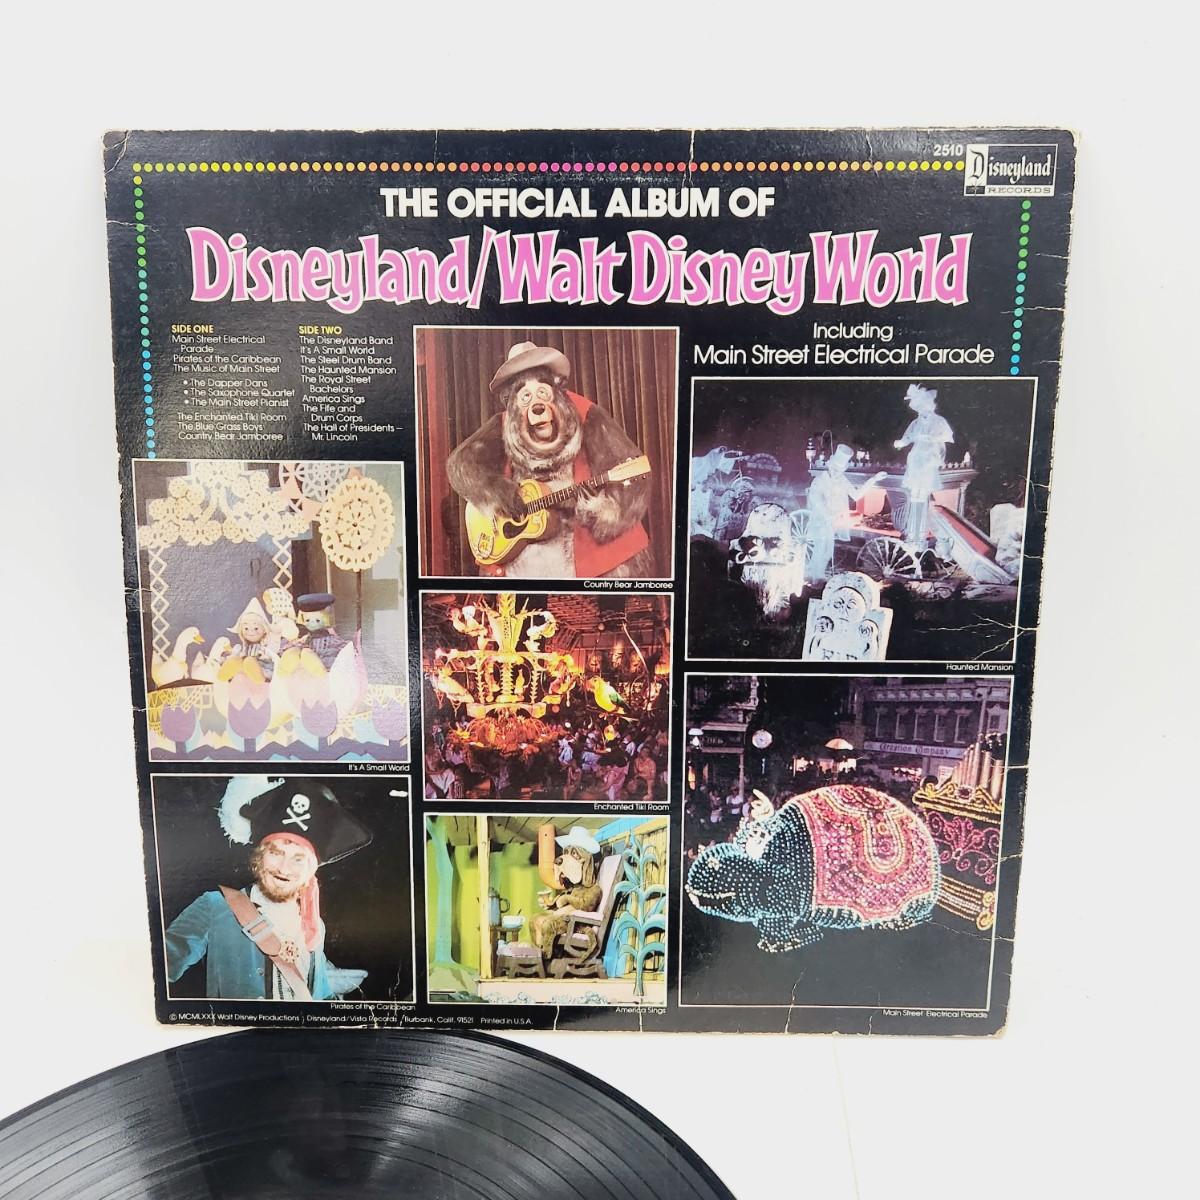 2510
Disneyland
RECORDS
THE OFFICIAL ALBUM OF
Disneyland/Walt Disney World
Including
Main Street Electrical Parade
SIDE ONE
Main Street Electrical
Parade
Pirates of the Caribbean
The Music of Main Street
• The Dapper Dans
• The Saxophone Quartet
• The Main Street Pianist
The Enchanted Tiki Room
The Blue Grass Boys
Country Bear Jamboree
SIDE TWO
The Disneyland Band
It's A Small World
The Steel Drum Band
The Haunted Mansion
The Royal Street
Bachelors
America Sings
The Fife and
Drum Corps
The Hall of Presidents—
Mr. Lincoln
Country Bear Jamboree
Haunted Mansion
It's A Small World
Enchanted Tiki Room
Pirates of the Caribbean
America Sings
Main Street Electrical Parade
© MCMLXXX Walt Disney Productions Disneyland/Vista Records Burbank, Calif. 91521 Printed in U.S.A.